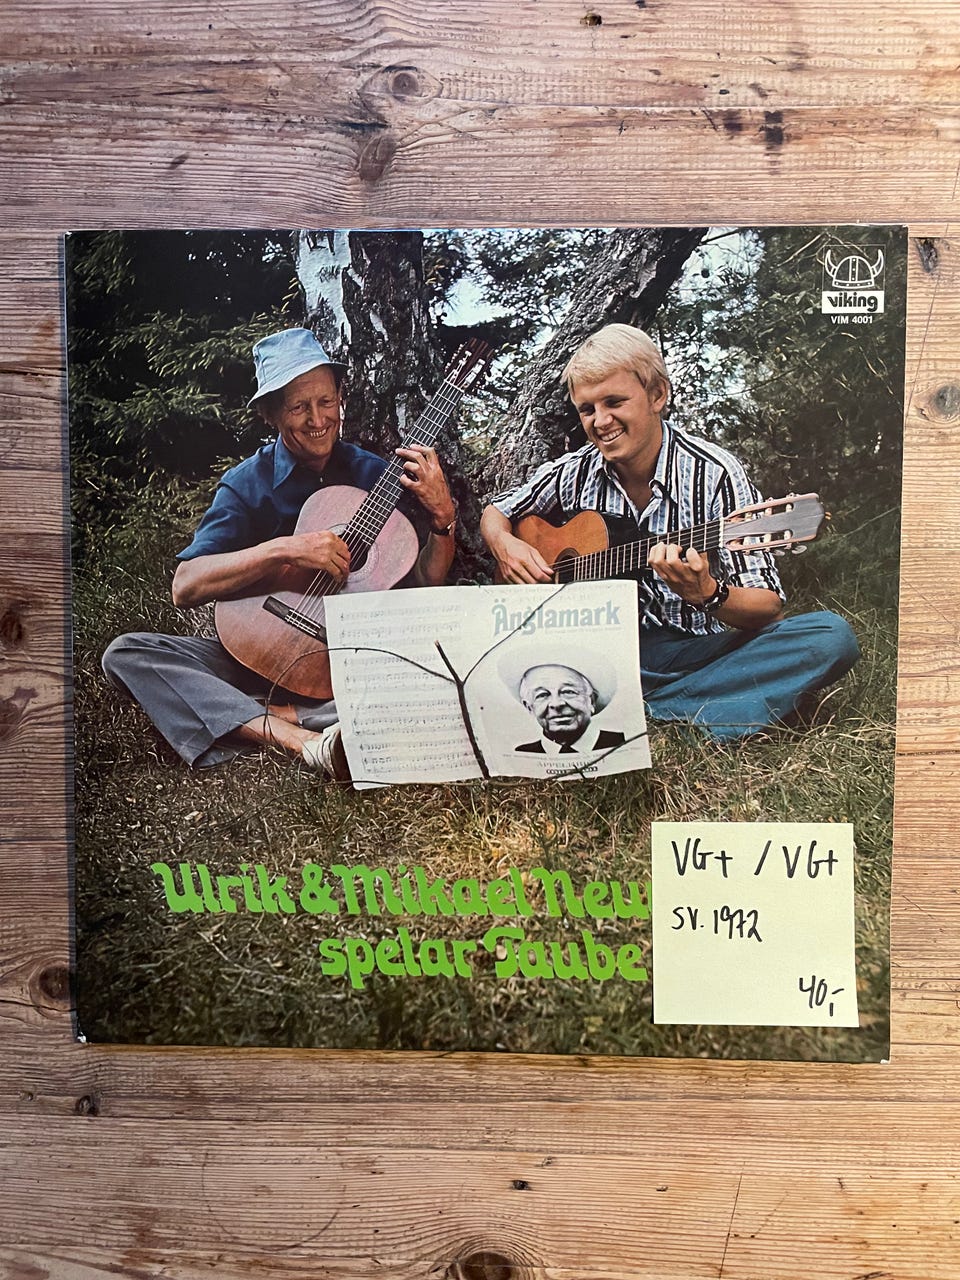 viking
VIM 4001
Änglamark
Ulrik & Mikael Neu
spelar Taube
VG+ / VG+
SV. 1972
40,-